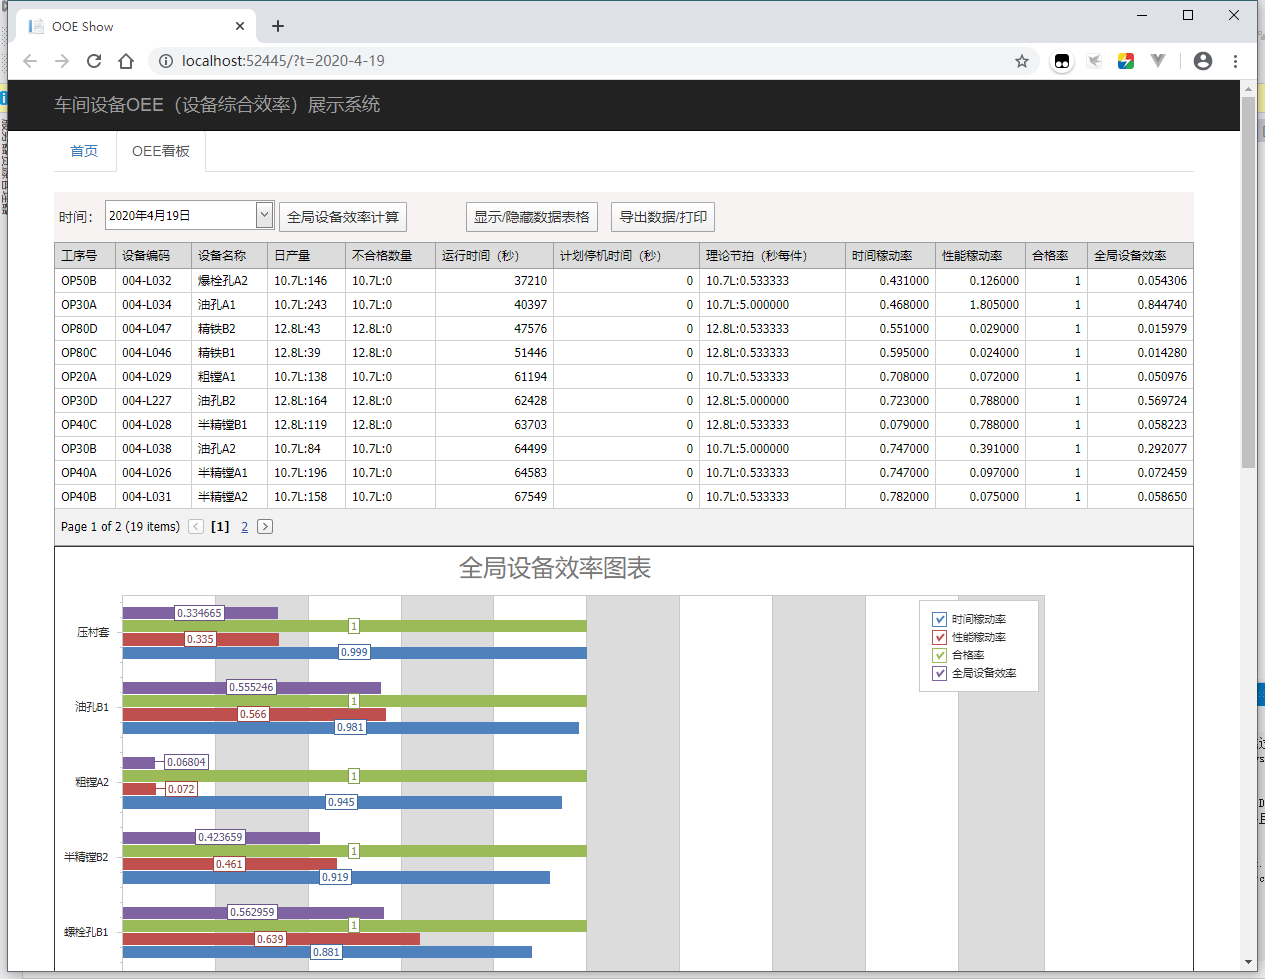 OOE Show
localhost:52445/?t=2020-4-19
车间设备OEE（设备综合效率）展示系统
首页 OEE看板
时间： 2020年4月19日 全局设备效率计算 显示/隐藏数据表格 导出数据/打印
工序号 设备编码 设备名称 日产量 不合格数量 运行时间（秒） 计划停机时间（秒） 理论节拍（秒每件） 时间稼动率 性能稼动率 合格率 全局设备效率
OP50B 004-L032 爆栓孔A2 10.7L:146 10.7L:0 37210 0 10.7L:0.533333 0.431000 0.126000 1 0.054306
OP30A 004-L034 油孔A1 10.7L:243 10.7L:0 40397 0 10.7L:5.000000 0.468000 1.805000 1 0.844740
OP80D 004-L047 精铁B2 12.8L:43 12.8L:0 47576 0 12.8L:0.533333 0.551000 0.029000 1 0.015979
OP80C 004-L046 精铁B1 12.8L:39 12.8L:0 51446 0 12.8L:0.533333 0.595000 0.024000 1 0.014280
OP20A 004-L029 粗镗A1 10.7L:138 10.7L:0 61194 0 10.7L:0.533333 0.708000 0.072000 1 0.050976
OP30D 004-L227 油孔B2 12.8L:164 12.8L:0 62428 0 12.8L:5.000000 0.723000 0.788000 1 0.569724
OP40C 004-L028 半精镗B1 12.8L:119 12.8L:0 63703 0 12.8L:0.533333 0.079000 0.788000 1 0.058223
OP30B 004-L038 油孔A2 10.7L:84 10.7L:0 64499 0 10.7L:5.000000 0.747000 0.391000 1 0.292077
OP40A 004-L026 半精镗A1 10.7L:196 10.7L:0 64583 0 10.7L:0.533333 0.747000 0.097000 1 0.072459
OP40B 004-L031 半精镗A2 10.7L:158 10.7L:0 67549 0 10.7L:0.533333 0.782000 0.075000 1 0.058650
Page 1 of 2 (19 items) [1] 2
全局设备效率图表
时间稼动率
性能稼动率
合格率
全局设备效率
0.334665
1
压村套
0.335
0.999
0.555246
1
油孔B1
0.566
0.981
0.06804
1
粗镗A2
0.072
0.945
0.423659
1
半精镗B2
0.461
0.919
0.562959
1
螺栓孔B1
0.639
0.881